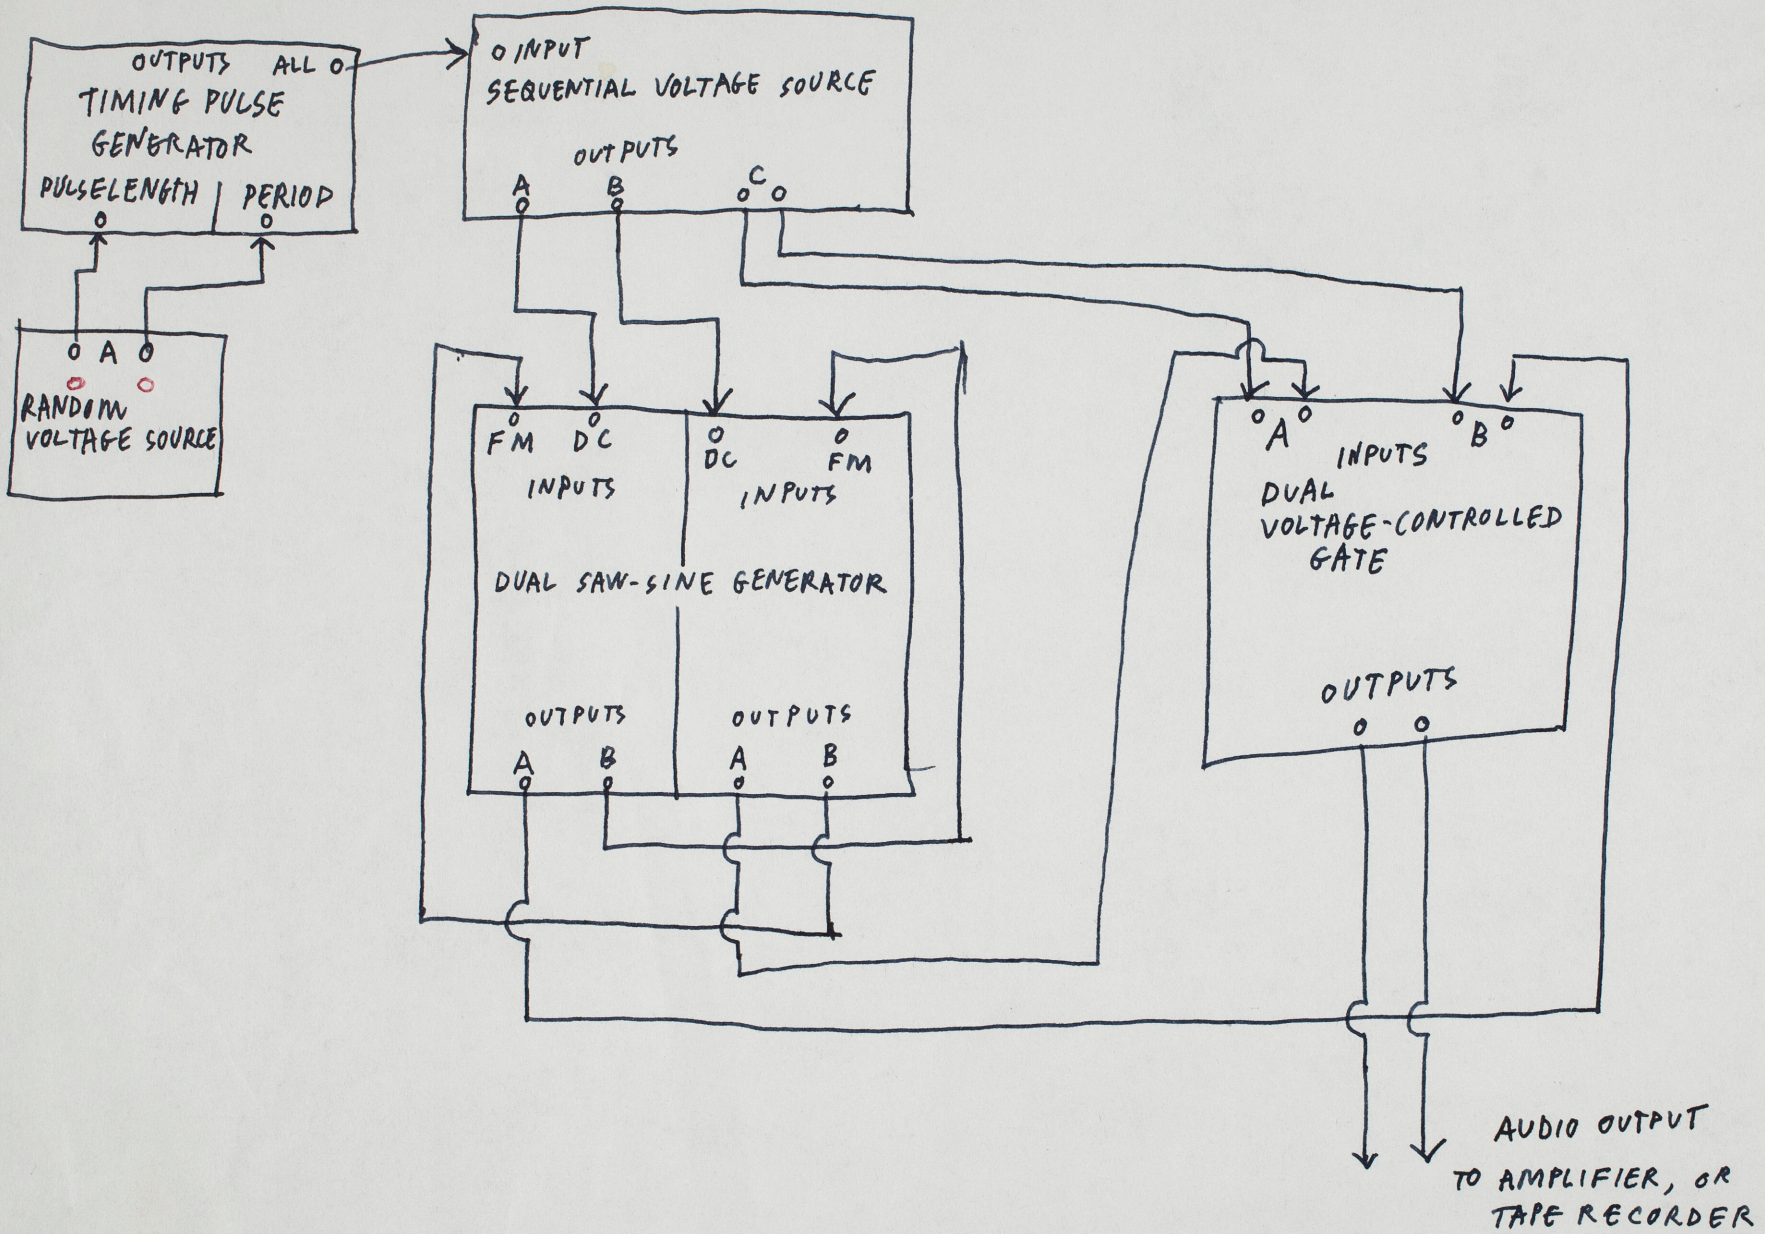 OUTPUTS ALL
TIMING PULSE
GENERATOR
PULSELENGTH | PERIOD
A
RANDOM
VOLTAGE SOURCE
INPUT
SEQUENTIAL VOLTAGE SOURCE
OUTPUTS
A B C
FM DC
INPUTS
DC FM
INPUTS
DUAL SAW-SINE GENERATOR
OUTPUTS
A B
OUTPUTS
A B
A B
INPUTS
DUAL
VOLTAGE-CONTROLLED
GATE
OUTPUTS
AUDIO OUTPUT
TO AMPLIFIER, OR
TAPE RECORDER